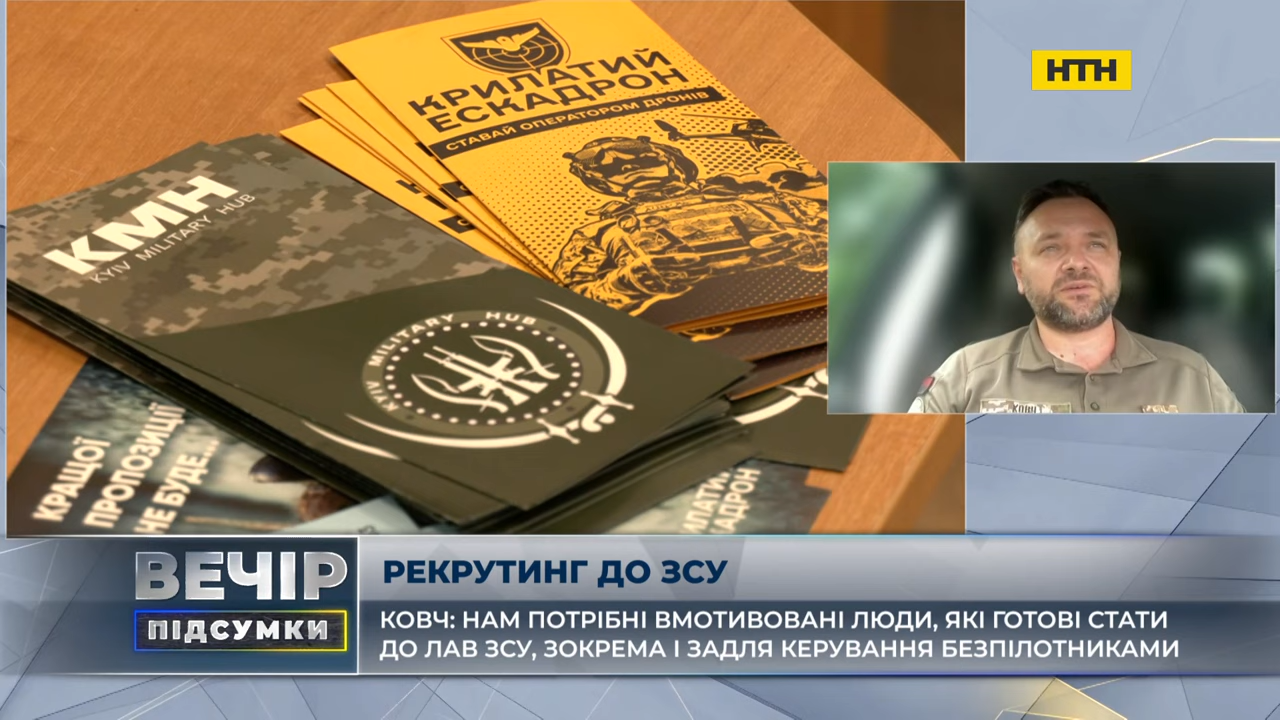 КРИЛАТИЙ
ЕСКАДРОН
СТАВАЙ ОПЕРАТОРОМ ДРОНІВ
НТН
КМН
KYIV MILITARY HUB
KYIV MILITARY HUB
КРАЩОЇ
ПРОПОЗИЦІЇ
НЕ БУДЕ...
ВЕЧІР
ПІДСУМКИ
РЕКРУТИНГ ДО ЗСУ
КОВЧ: НАМ ПОТРІБНІ ВМОТИВОВАНІ ЛЮДИ, ЯКІ ГОТОВІ СТАТИ
ДО ЛАВ ЗСУ, ЗОКРЕМА І ЗАДЛЯ КЕРУВАННЯ БЕЗПІЛОТНИКАМИ